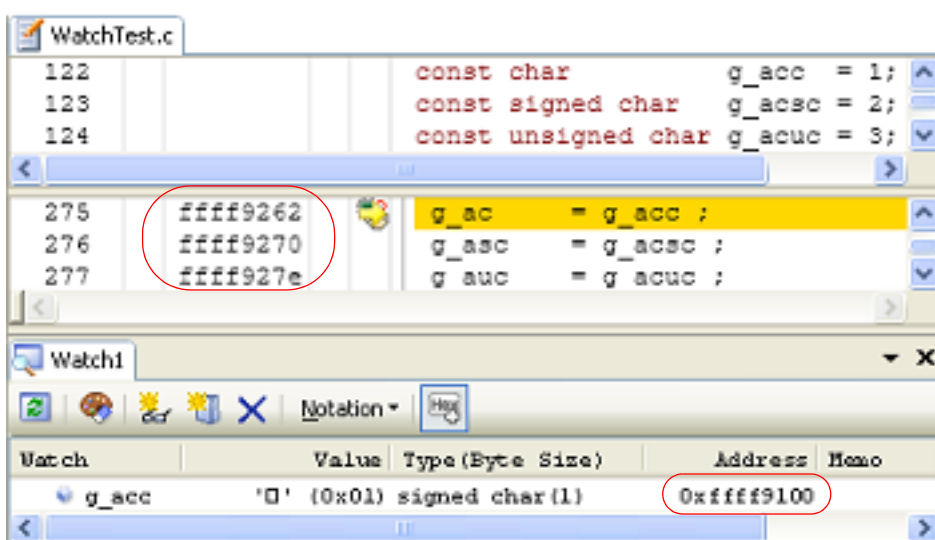 WatchTest.c
122 const char g_acc = 1;
123 const signed char g_acsc = 2;
124 const unsigned char g_acuc = 3;
275 ffff9262 g_ac = g_acc ;
276 ffff9270 g_asc = g_acsc ;
277 ffff927e g_auc = g_acuc ;
Watch1
Notation Hex
Watch Value Type(Byte Size) Address Memo
g_acc '□' (0x01) signed char(1) 0xffff9100